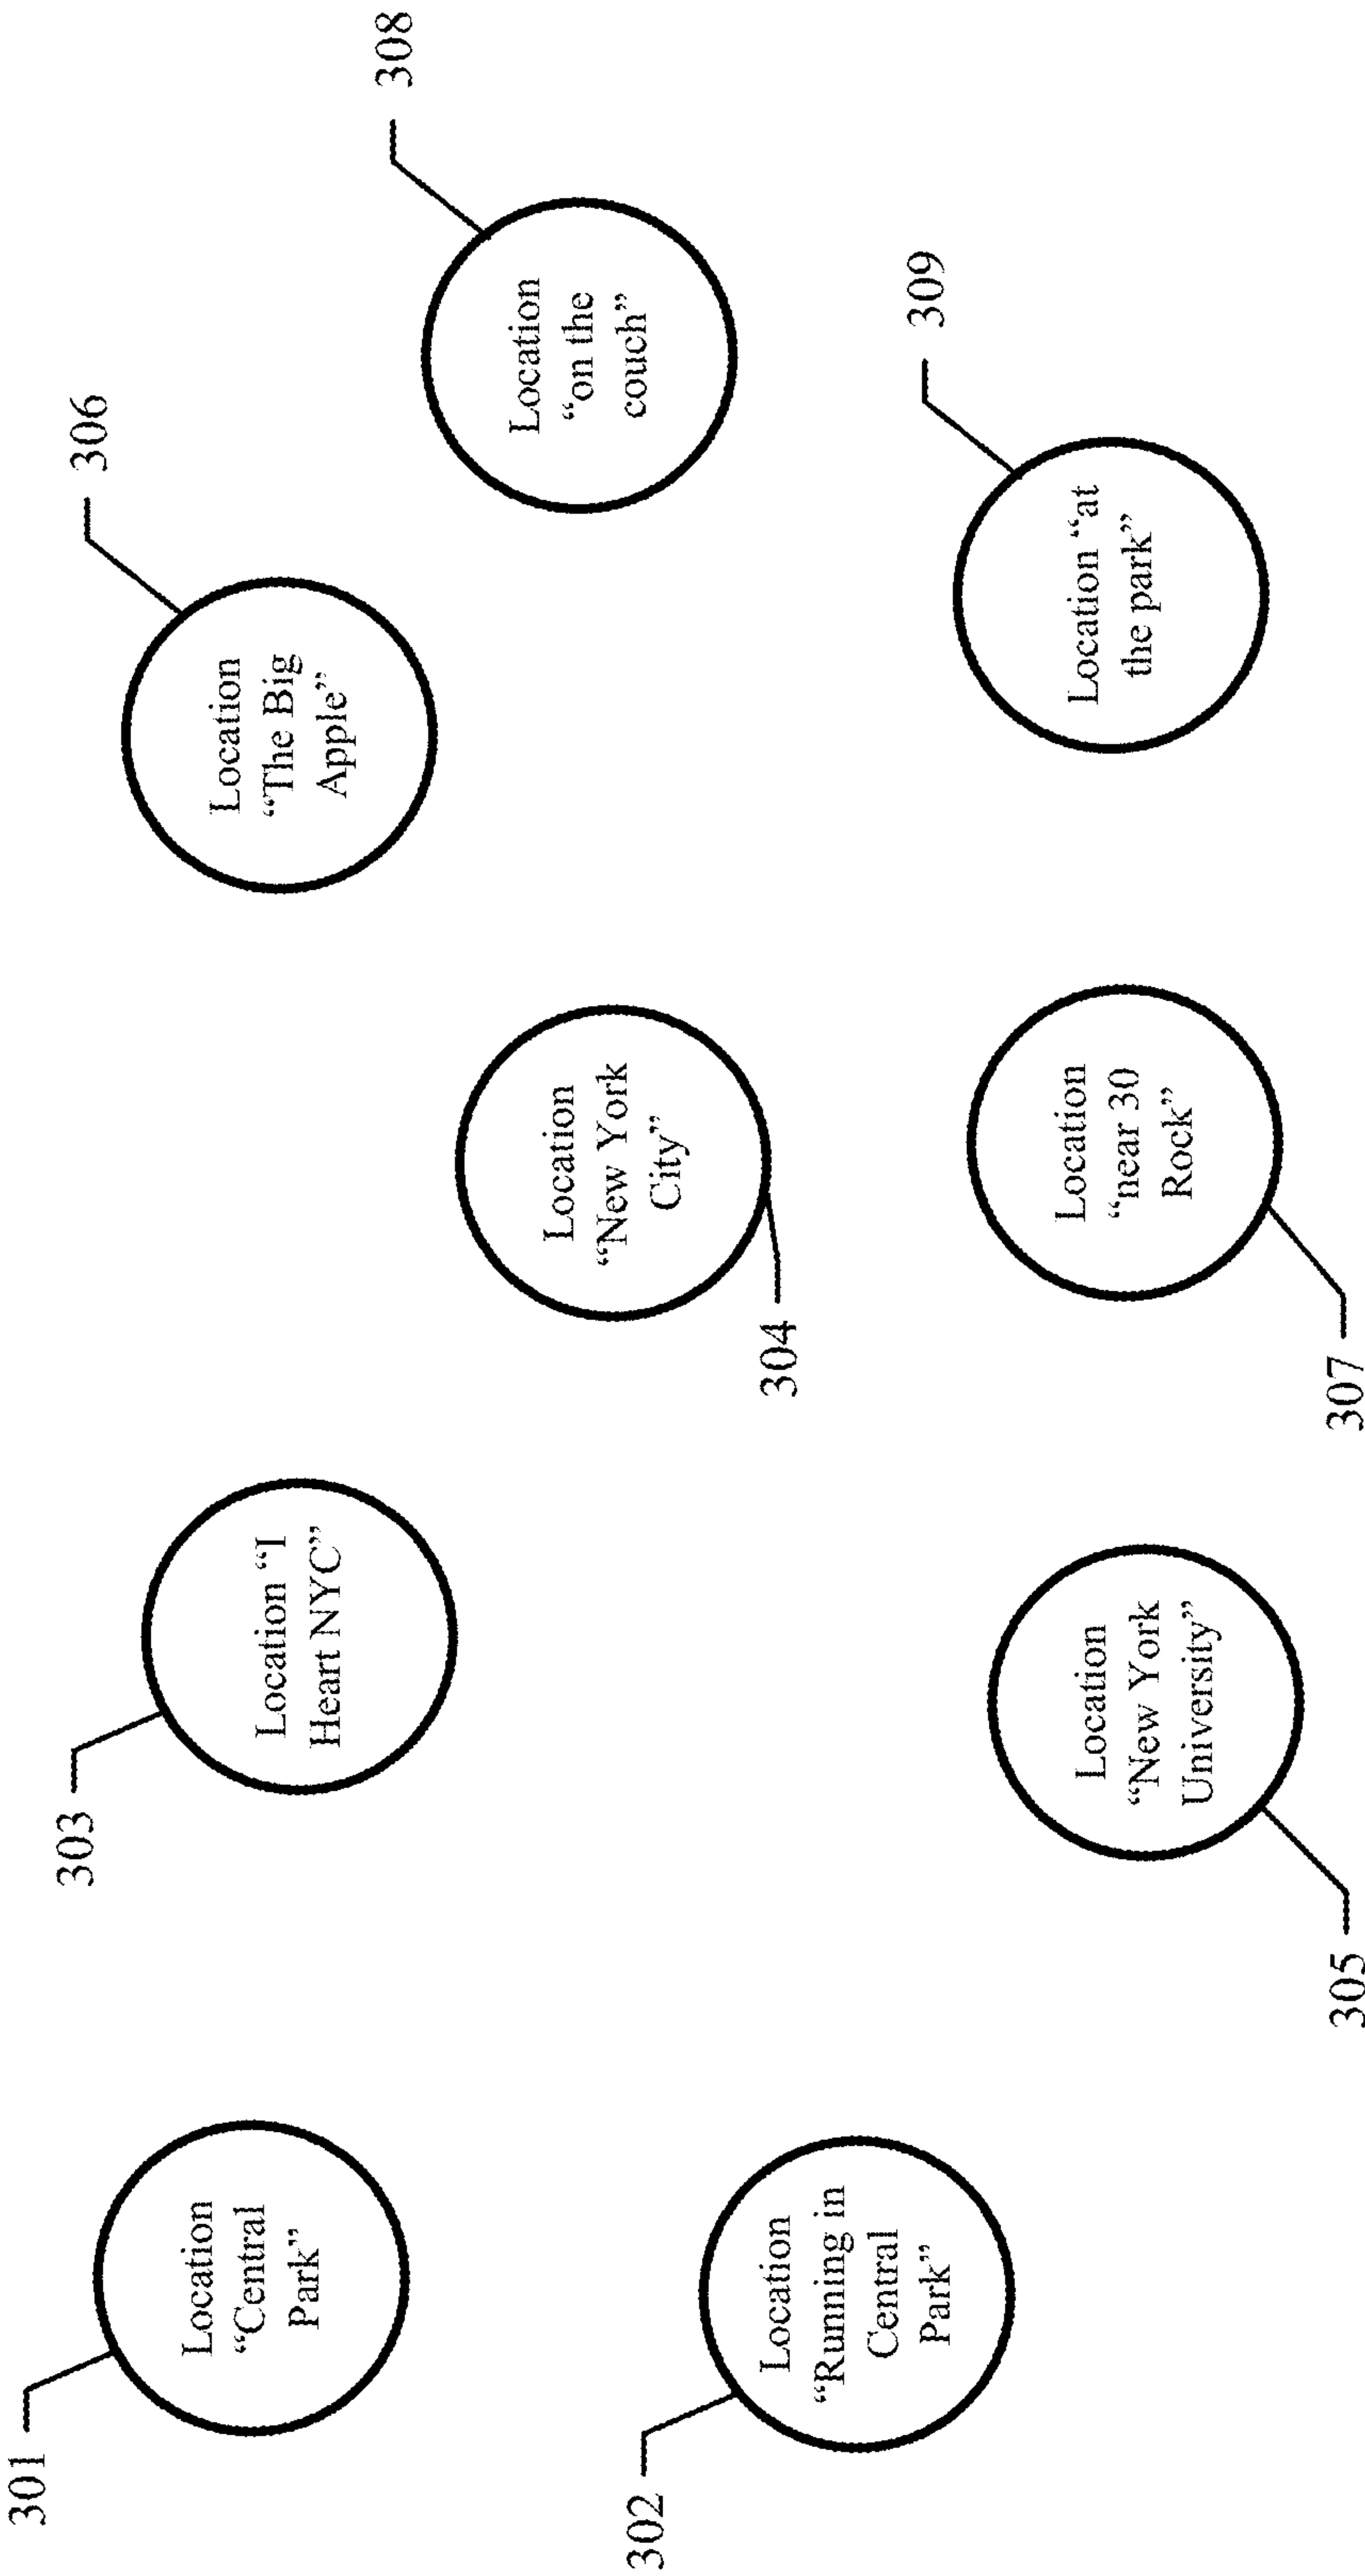 301
Location
“Central
Park”
302
Location
“Running in
Central
Park”
303
Location “I
Heart NYC”
304
Location
“New York
City”
305
Location
“New York
University”
306
Location
“The Big
Apple”
307
Location
“near 30
Rock”
308
Location
“on the
couch”
309
Location “at
the park”